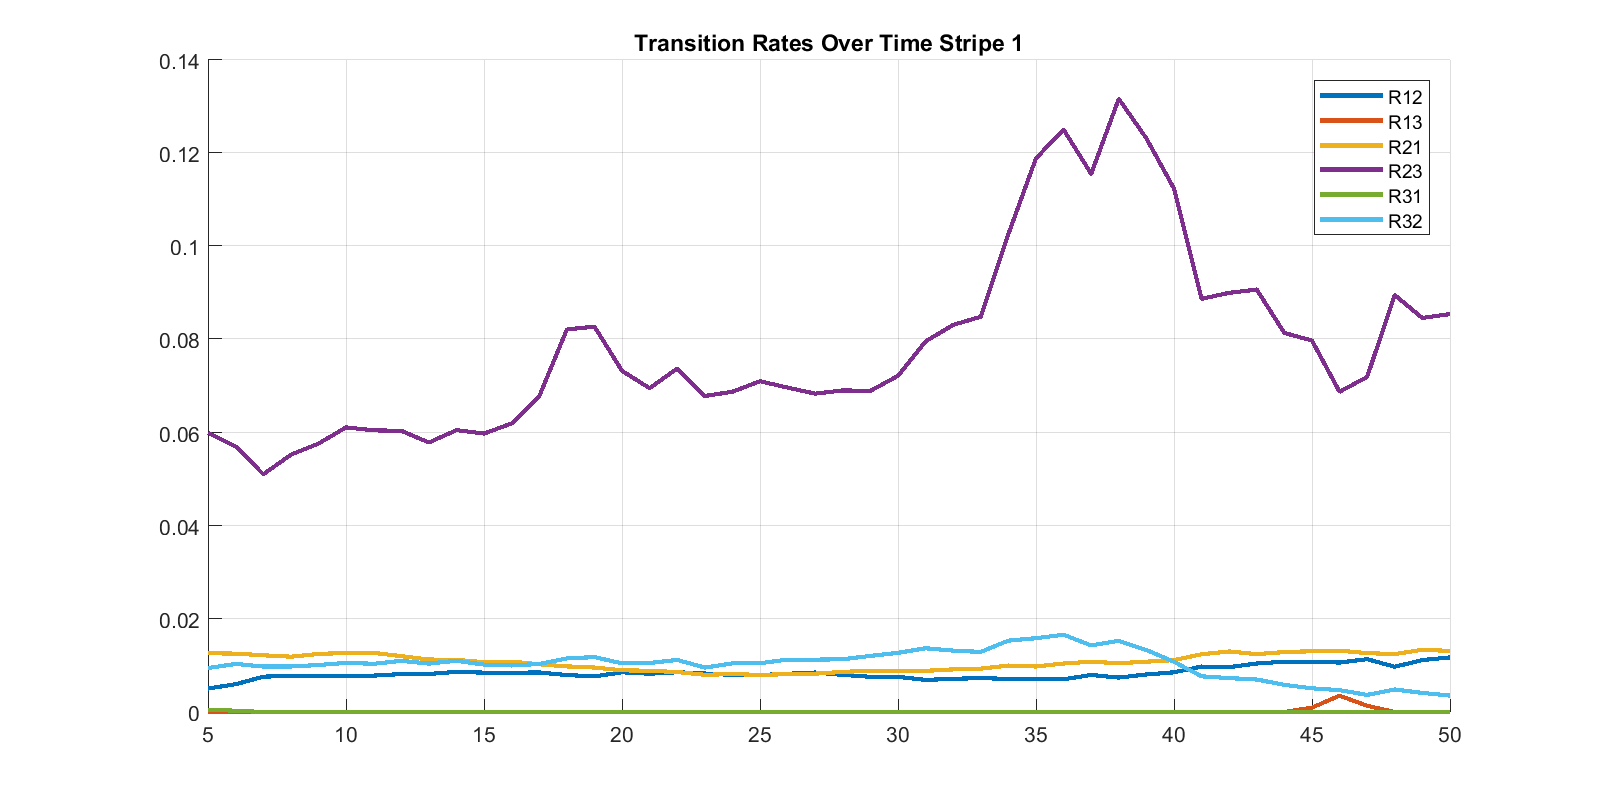 Transition Rates Over Time Stripe 1
0.14
0.12
0.1
0.08
0.06
0.04
0.02
0
5 10 15 20 25 30 35 40 45 50
R12
R13
R21
R23
R31
R32